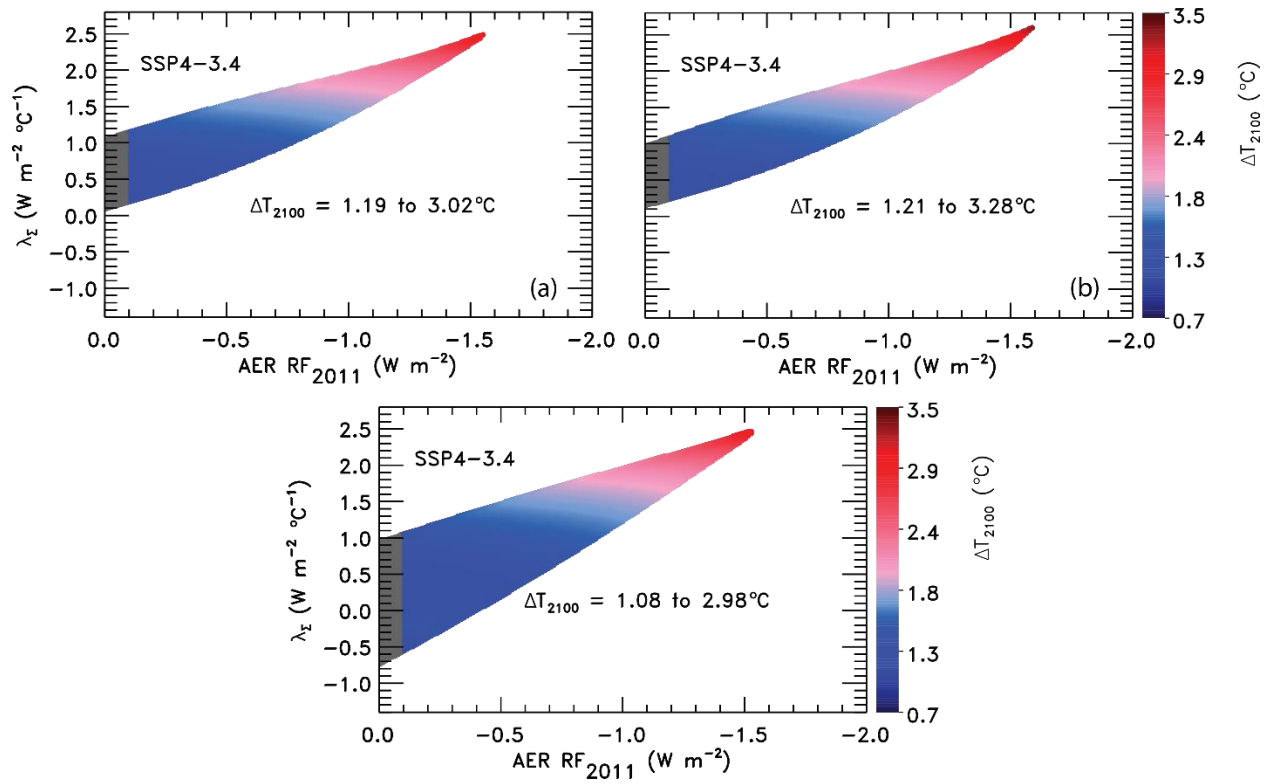 2.5
2.0
1.5
1.0
0.5
0.0
−0.5
−1.0
λΣ (W m−2 °C−1)
SSP4−3.4
ΔT2100 = 1.19 to 3.02°C
(a)
0.0 −0.5 −1.0 −1.5 −2.0
AER RF2011 (W m−2)
SSP4−3.4
ΔT2100 = 1.21 to 3.28°C
(b)
0.0 −0.5 −1.0 −1.5 −2.0
AER RF2011 (W m−2)
3.5
2.9
2.4
1.8
1.3
0.7
ΔT2100 (°C)
2.5
2.0
1.5
1.0
0.5
0.0
−0.5
−1.0
λΣ (W m−2 °C−1)
SSP4−3.4
ΔT2100 = 1.08 to 2.98°C
0.0 −0.5 −1.0 −1.5 −2.0
AER RF2011 (W m−2)
3.5
2.9
2.4
1.8
1.3
0.7
ΔT2100 (°C)